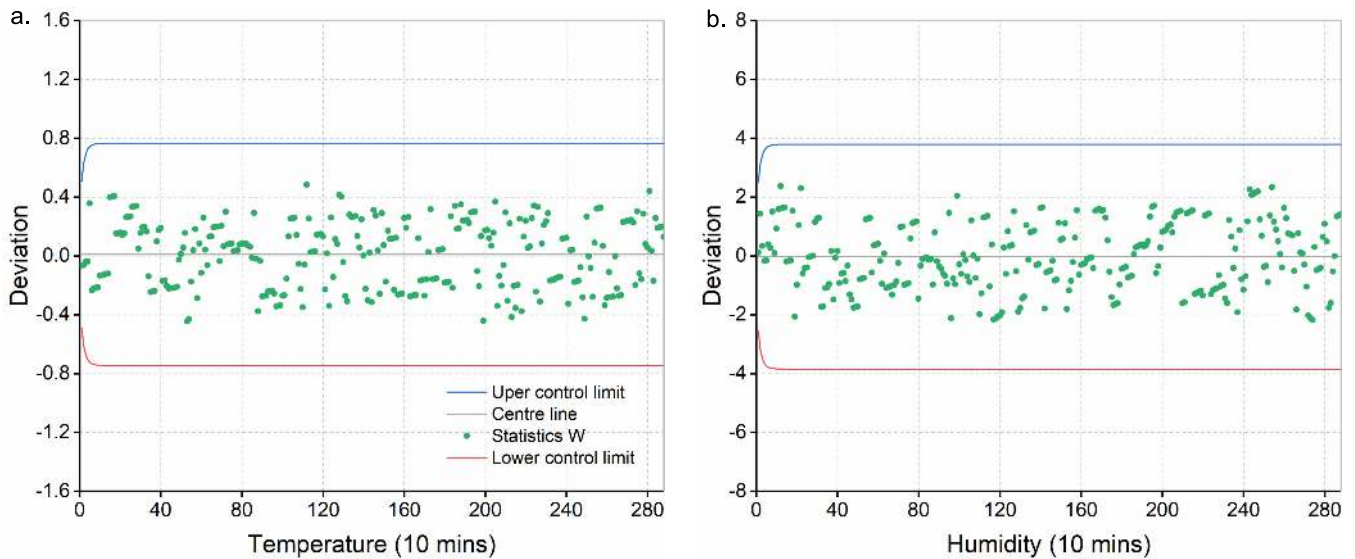 a.
1.6
1.2
0.8
0.4
0.0
-0.4
-0.8
-1.2
-1.6
Deviation
0 40 80 120 160 200 240 280
Temperature (10 mins)
Uper control limit
Centre line
Statistics W
Lower control limit
b.
8
6
4
2
0
-2
-4
-6
-8
Deviation
0 40 80 120 160 200 240 280
Humidity (10 mins)